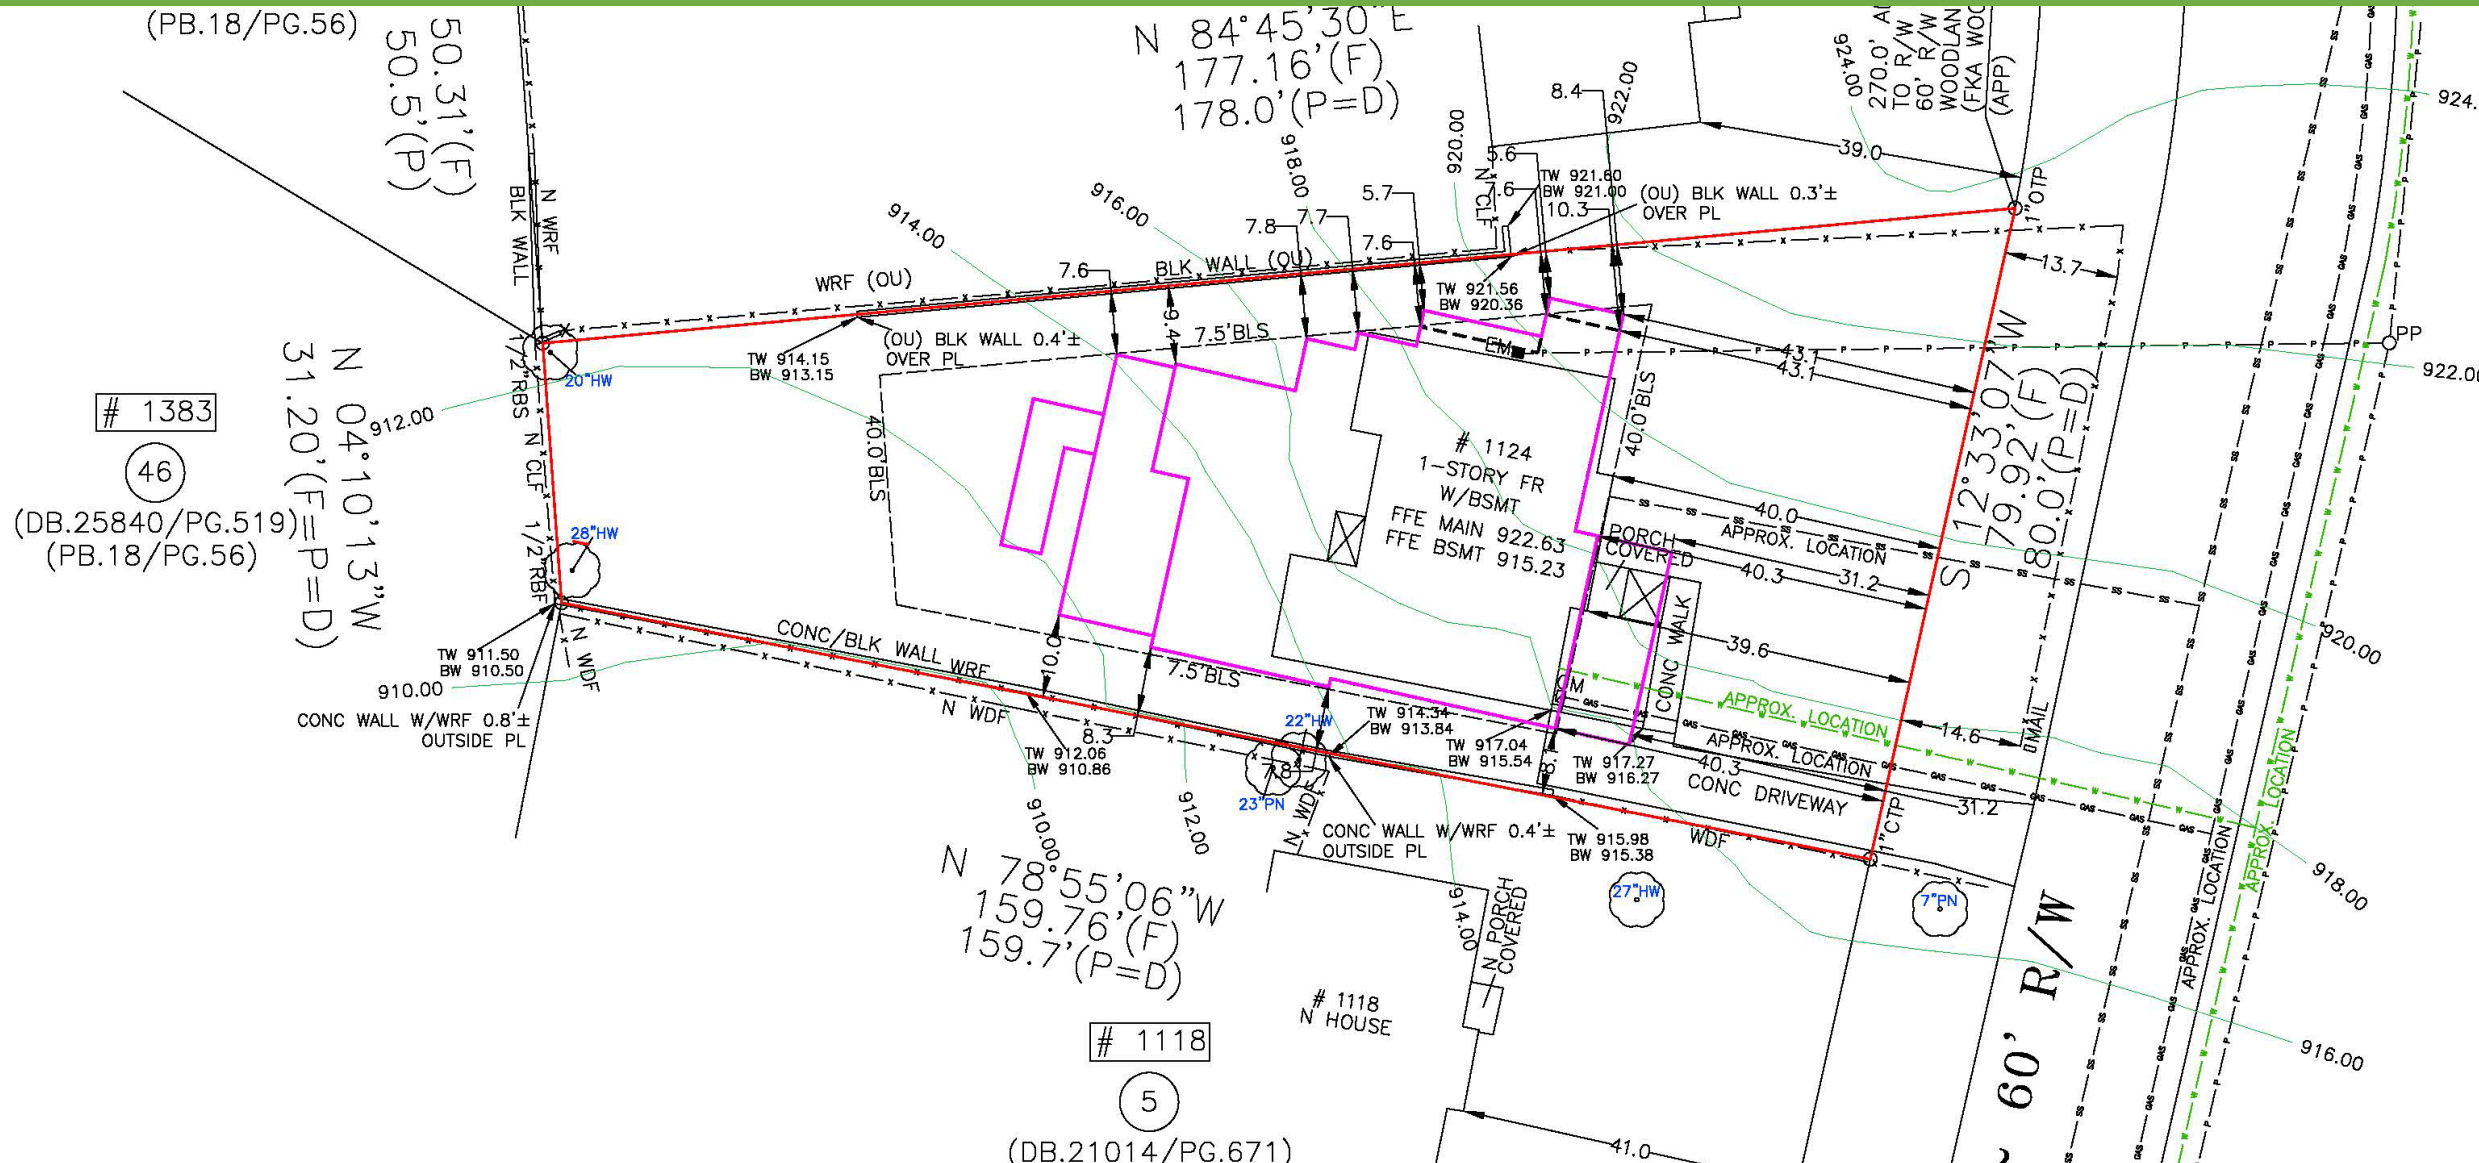 (PB.18/PG.56)
50.31'(F)
50.5'(P)
N 84°45'30"E
177.16'(F)
178.0'(P=D)
270.0'
TO R/W
60' R/W
WOODLAN
(FKA WOO
(APP)
924.00
924.
922.00
8.4
920.00
918.00
916.00
914.00
39.0
5.6
7.6
10.3
5.7
7.6
7.7
7.8
7.6
9.4
TW 921.60
BW 921.00
(OU) BLK WALL 0.3'±
OVER PL
N CLF
1"OTP
N WRF
BLK WALL
WRF (OU)
BLK WALL (OU)
TW 921.56
BW 920.36
13.7
PP
922.00
TW 914.15
BW 913.15
(OU) BLK WALL 0.4'±
OVER PL
7.5'BLS
EM
43.1
43.1
20"HW
1/2"RBS
N CLF
1/2"RBF
912.00
# 1383
46
(DB.25840/PG.519)
(PB.18/PG.56)
N 04°10'13"W
31.20'(F=P=D)
28"HW
40.0'BLS
40.0'BLS
# 1124
1-STORY FR
W/BSMT
FFE MAIN 922.63
FFE BSMT 915.23
S 12°33'07"W
79.92'(F)
80.0'(P=D)
40.0
APPROX. LOCATION
PORCH
COVERED
40.3
31.2
39.6
CONC WALK
920.00
TW 911.50
BW 910.50
N WDF
CONC/BLK WALL WRF
10.0
7.5'BLS
910.00
CONC WALL W/WRF 0.8'±
OUTSIDE PL
N WDF
8.3
TW 912.06
BW 910.86
22"HW
7.8
23"PN
TW 914.34
BW 913.84
TW 917.04
BW 915.54
8.1
TW 917.27
BW 916.27
APPROX. LOCATION
APPROX. LOCATION
40.3
31.2
CONC DRIVEWAY
14.6
MAIL
APPROX. LOCATION
APPROX. LOCATION
910.00
912.00
914.00
N WDF
CONC WALL W/WRF 0.4'±
OUTSIDE PL
TW 915.98
BW 915.38
WDF
1"CTP
27"HW
7"PN
918.00
N 78°55'06"W
159.76'(F)
159.7'(P=D)
N PORCH
COVERED
# 1118
N HOUSE
# 1118
5
(DB.21014/PG.671)
41.0
60' R/W
916.00